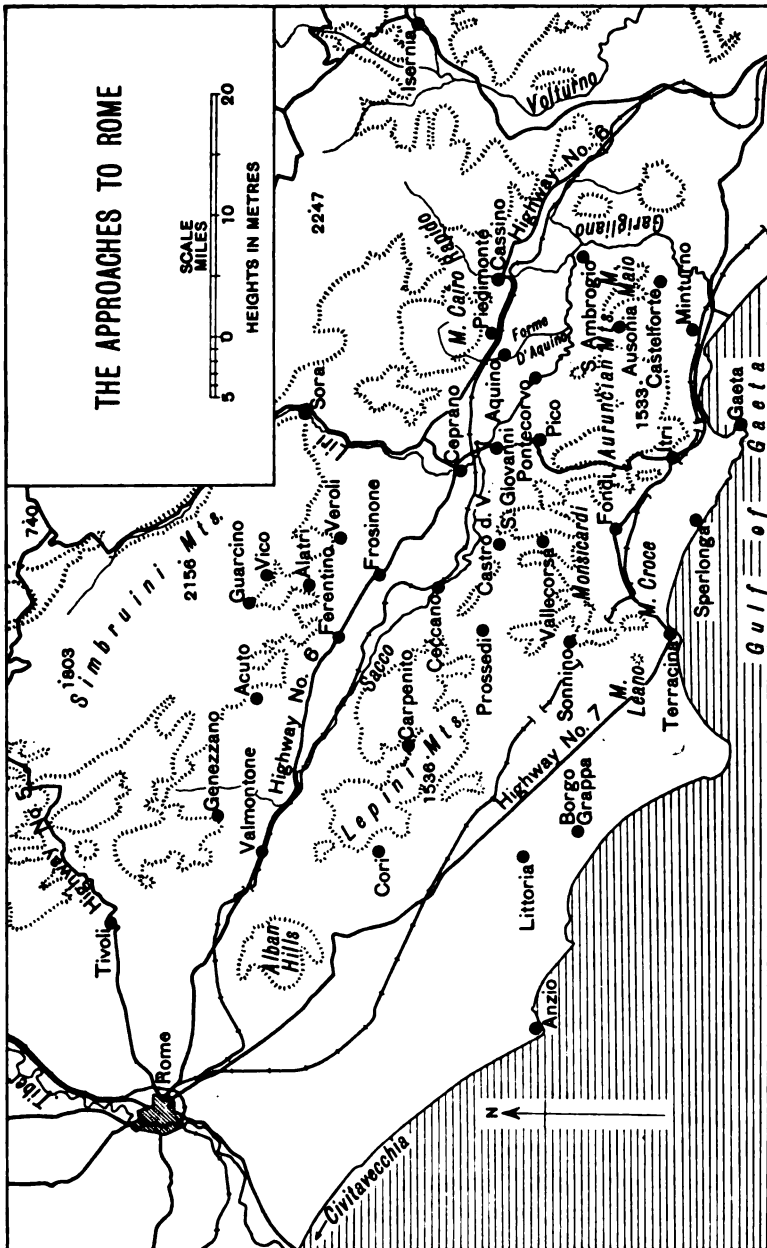 THE APPROACHES TO ROME
SCALE
MILES
5 0 10 20
HEIGHTS IN METRES
Tiber
Rome
Civitavecchia
Tivoli
Highway No. 5
1803
Simbruini Mts.
2156
740
Genezzano
Acuto
Guarcino
Vico
Alatri
Veroli
Ferentino
Frosinone
Sora
Liri
2247
Isernia
Volturno
Valmontone
Highway No. 6
Sacco
Alban
Hills
Cori
Lepini Mts.
1536
Carpenito
Ceccano
Prossedi
Castro d. V.
S. Giovanni
Ceprano
Aquino
Pontecorvo
Pico
Forme
D'Aquino
Piedimonte
M. Cairo
Rapido
Cassino
Highway No. 6
Garigliano
S. Ambrogio
Ausonia
M.
Maio
Castelforte
Minturno
Auruncian Mts.
1533
Itri
Fondi
Gaeta
Vallecorsa
Monsicardi
Sonnino
M. Croce
Sperlonga
M.
Leano
Terracina
Highway No. 7
Borgo
Grappa
Littoria
Anzio
N
Gulf of Gaeta